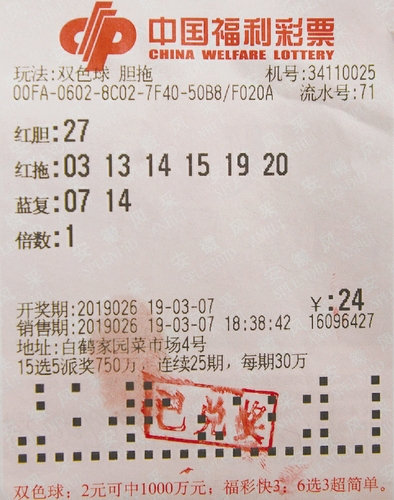 中国福利彩票
CHINA WELFARE LOTTERY
玩法:双色球 胆拖 机号:34110025
00FA-0602-8C02-7F40-50B8/F020A 流水号:71
红胆:27
红拖:03 13 14 15 19 20
蓝复:07 14
倍数:1
开奖期:2019026 19-03-07 ¥:24
销售期:2019026 19-03-07 18:38:42 16096427
地址:白鹤家园菜市场4号
15选5派奖750万, 连续25期, 每期30万
已兑奖
双色球: 2元可中1000万元; 福彩快3: 6选3超简单.